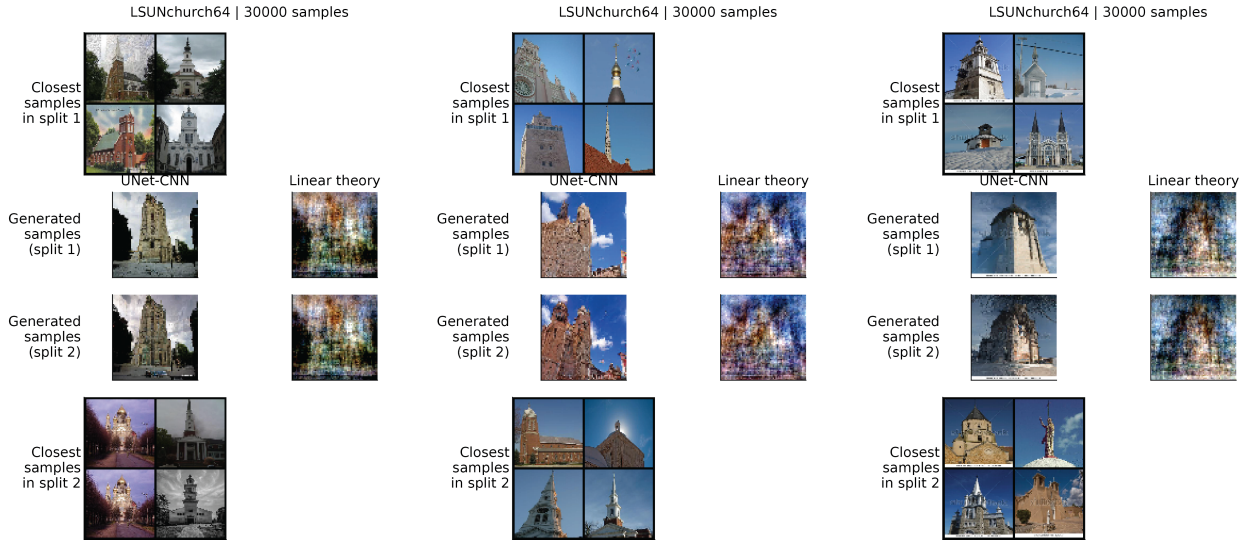 LSUNchurch64 | 30000 samples
Closest
samples
in split 1
UNet-CNN
Linear theory
Generated
samples
(split 1)
Generated
samples
(split 2)
Closest
samples
in split 2
LSUNchurch64 | 30000 samples
Closest
samples
in split 1
UNet-CNN
Linear theory
Generated
samples
(split 1)
Generated
samples
(split 2)
Closest
samples
in split 2
LSUNchurch64 | 30000 samples
Closest
samples
in split 1
UNet-CNN
Linear theory
Generated
samples
(split 1)
Generated
samples
(split 2)
Closest
samples
in split 2